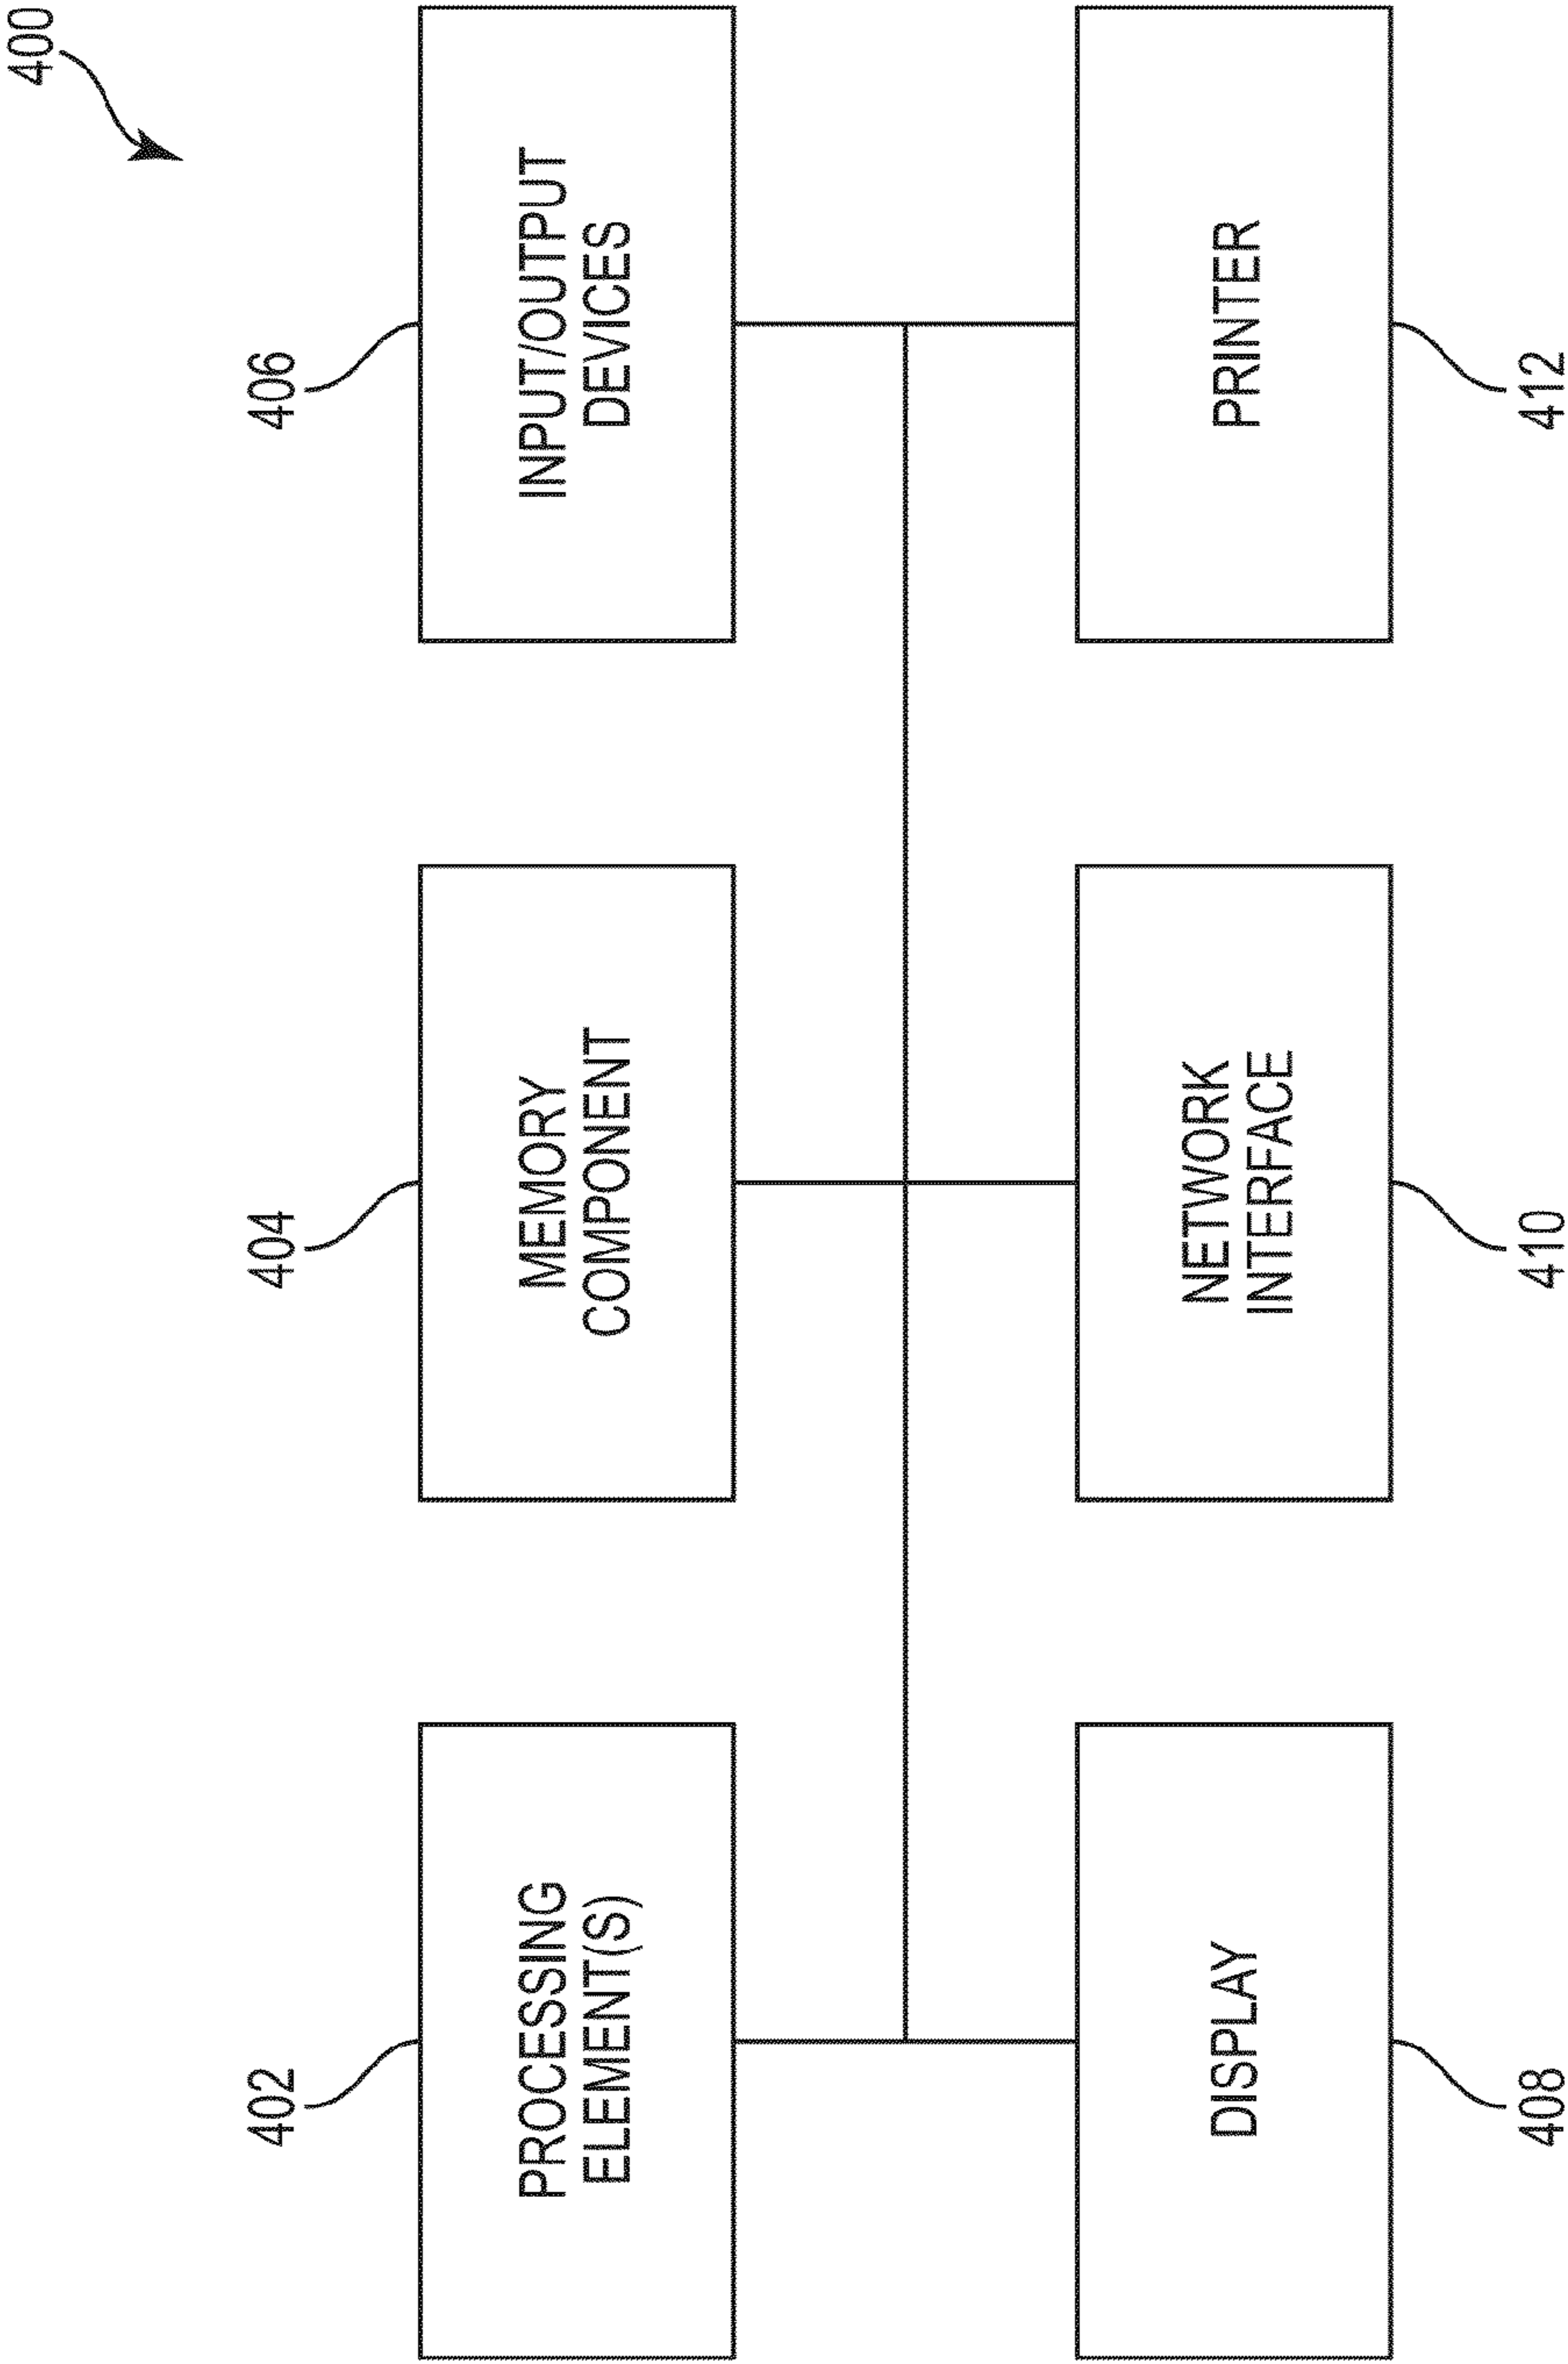 400
402
404
406
PROCESSING
ELEMENT(S)
MEMORY
COMPONENT
INPUT/OUTPUT
DEVICES
DISPLAY
NETWORK
INTERFACE
PRINTER
408
410
412